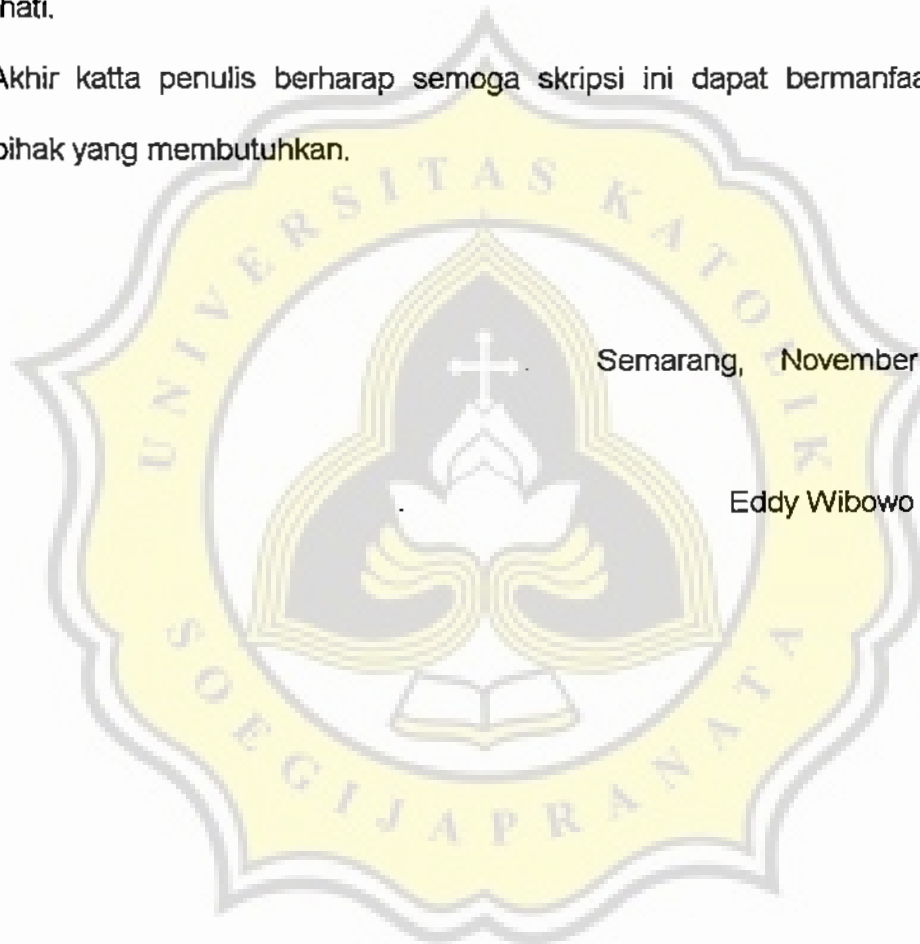 hati.
Akhir katta penulis berharap semoga skripsi ini dapat bermanfaa
pihak yang membutuhkan.
Semarang, November
Eddy Wibowo
UNIVERSITAS KATOLIK
SOEGIJAPRANATA